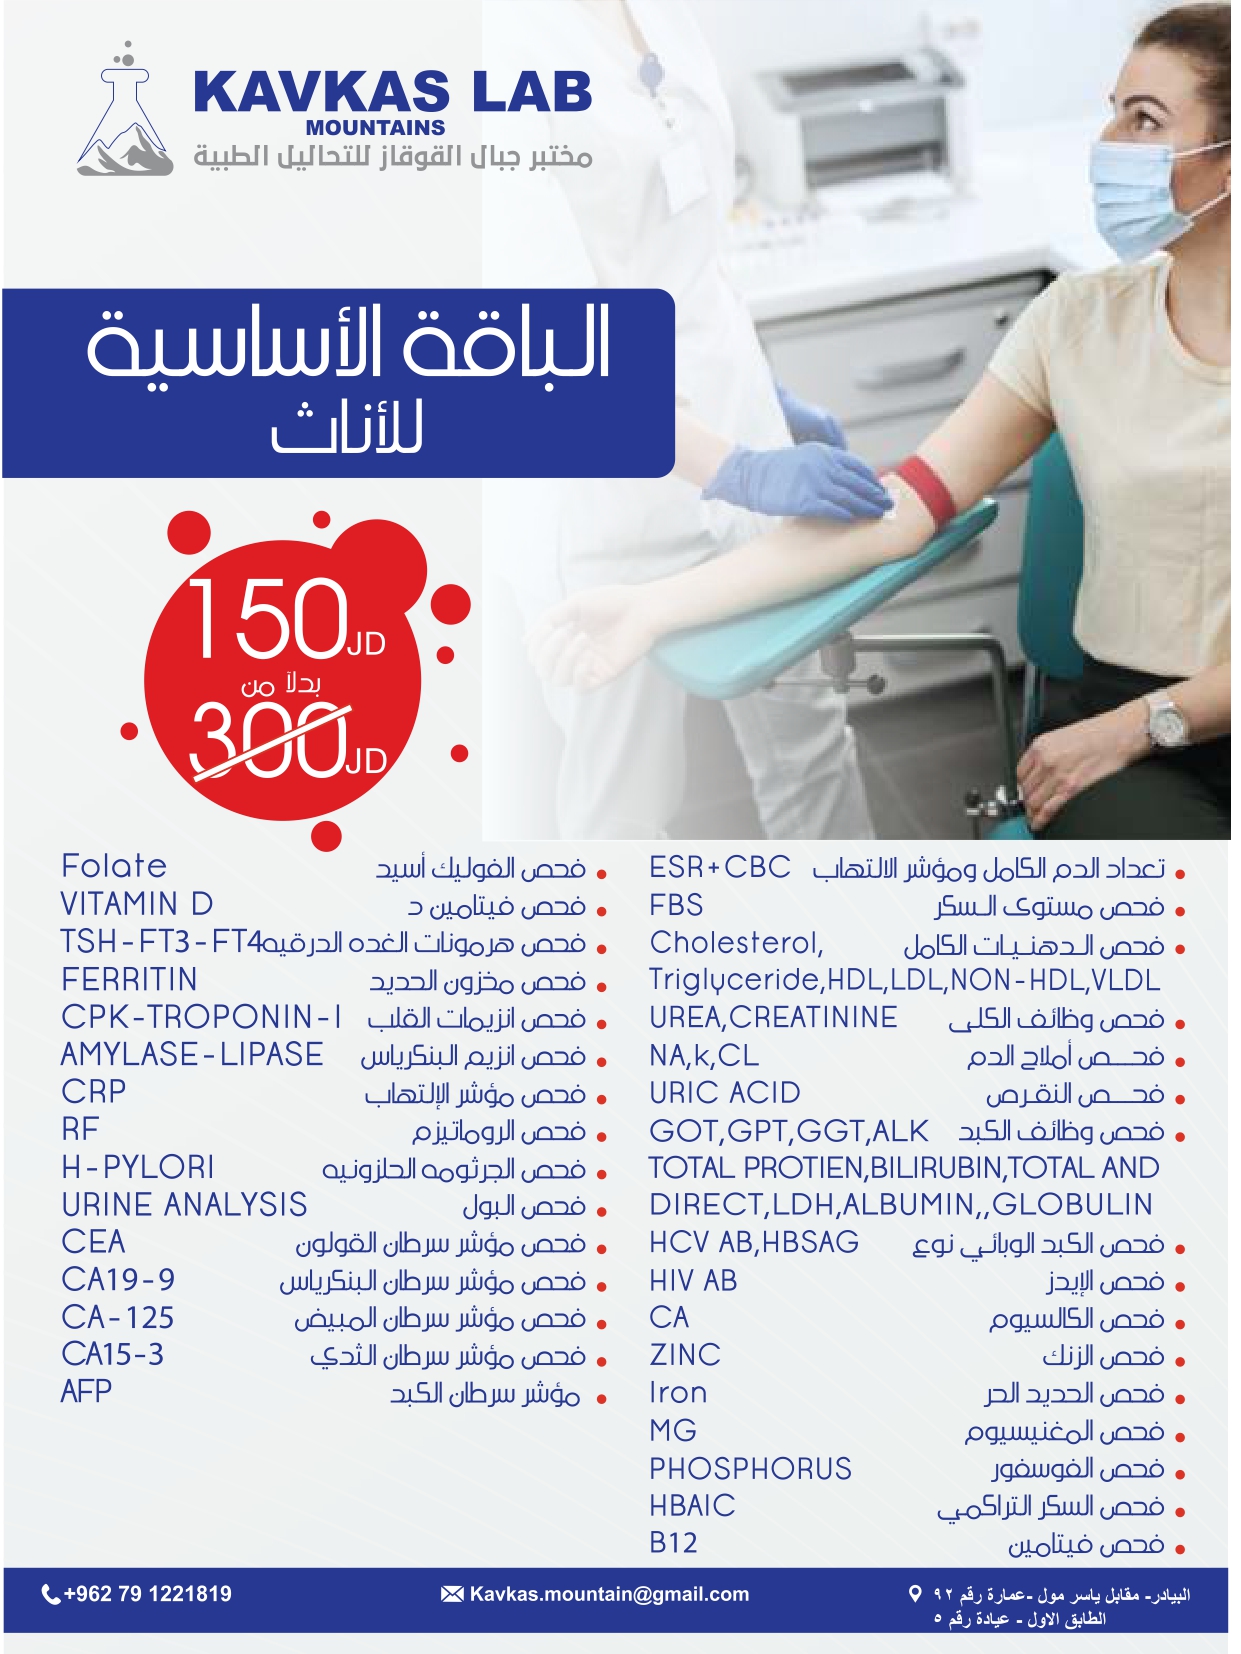 KAVKAS LAB
MOUNTAINS
مختبر جبال القوقاز للتحاليل الطبية
الباقة الأساسية
للأناث
150JD
بدلاً من
300JD
تعداد الدم الكامل ومؤشر الالتهاب ESR+CBC
فحص مستوى السكر FBS
فحص الدهنيات الكامل Cholesterol,
Triglyceride,HDL,LDL,NON-HDL,VLDL
فحص وظائف الكلى UREA,CREATININE
فحص أملاح الدم NA,k,CL
فحص النقرص URIC ACID
فحص وظائف الكبد GOT,GPT,GGT,ALK
TOTAL PROTIEN,BILIRUBIN,TOTAL AND
DIRECT,LDH,ALBUMIN,,GLOBULIN
فحص الكبد الوبائي نوع HCV AB,HBSAG
فحص الإيدز HIV AB
فحص الكالسيوم CA
فحص الزنك ZINC
فحص الحديد الحر Iron
فحص المغنيسيوم MG
فحص الفوسفور PHOSPHORUS
فحص السكر التراكمي HBAIC
فحص فيتامين B12
فحص الفوليك أسيد Folate
فحص فيتامين د VITAMIN D
فحص هرمونات الغده الدرقيه TSH-FT3-FT4
فحص مخزون الحديد FERRITIN
فحص انزيمات القلب CPK-TROPONIN-I
فحص انزيم البنكرياس AMYLASE-LIPASE
فحص مؤشر الإلتهاب CRP
فحص الروماتيزم RF
فحص الجرثومه الحلزونيه H-PYLORI
فحص البول URINE ANALYSIS
فحص مؤشر سرطان القولون CEA
فحص مؤشر سرطان البنكرياس CA19-9
فحص مؤشر سرطان المبيض CA-125
فحص مؤشر سرطان الثدي CA15-3
مؤشر سرطان الكبد AFP
+962 79 1221819
Kavkas.mountain@gmail.com
البيادر- مقابل ياسر مول -عمارة رقم ٩٢
الطابق الاول - عيادة رقم ٥